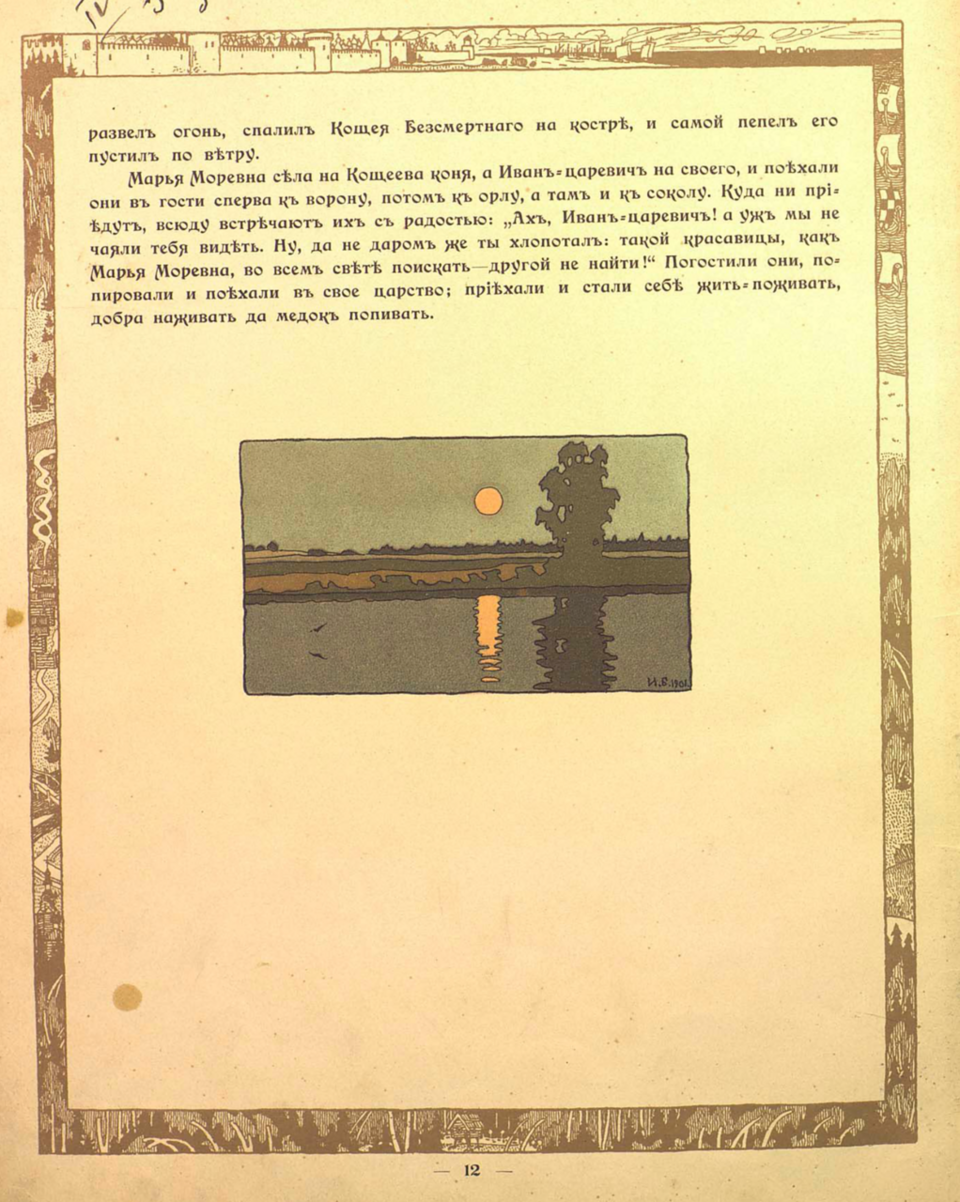 развелъ огонь, спалилъ Кощея Безсмертнаго на кострѣ, и самой пепелъ его
пустилъ по вѣтру.
Марья Моревна сѣла на Кощеева коня, а Иванъ=царевичъ на своего, и поѣхали
они въ гости сперва къ ворону, потомъ къ орлу, а тамъ и къ соколу. Куда ни прі=
ѣдутъ, всюду встрѣчаютъ ихъ съ радостью: „Ахъ, Иванъ=царевичъ! а ужъ мы не
чаяли тебя видѣть. Ну, да не даромъ же ты хлопоталъ: такой красавицы, какъ
Марья Моревна, во всемъ свѣтѣ поискать—другой не найти!“ Погостили они, по=
пировали и поѣхали въ свое царство; пріѣхали и стали себѣ жить=поживать,
добра наживать да медокъ попивать.
И.Б.1901.
— 12 —